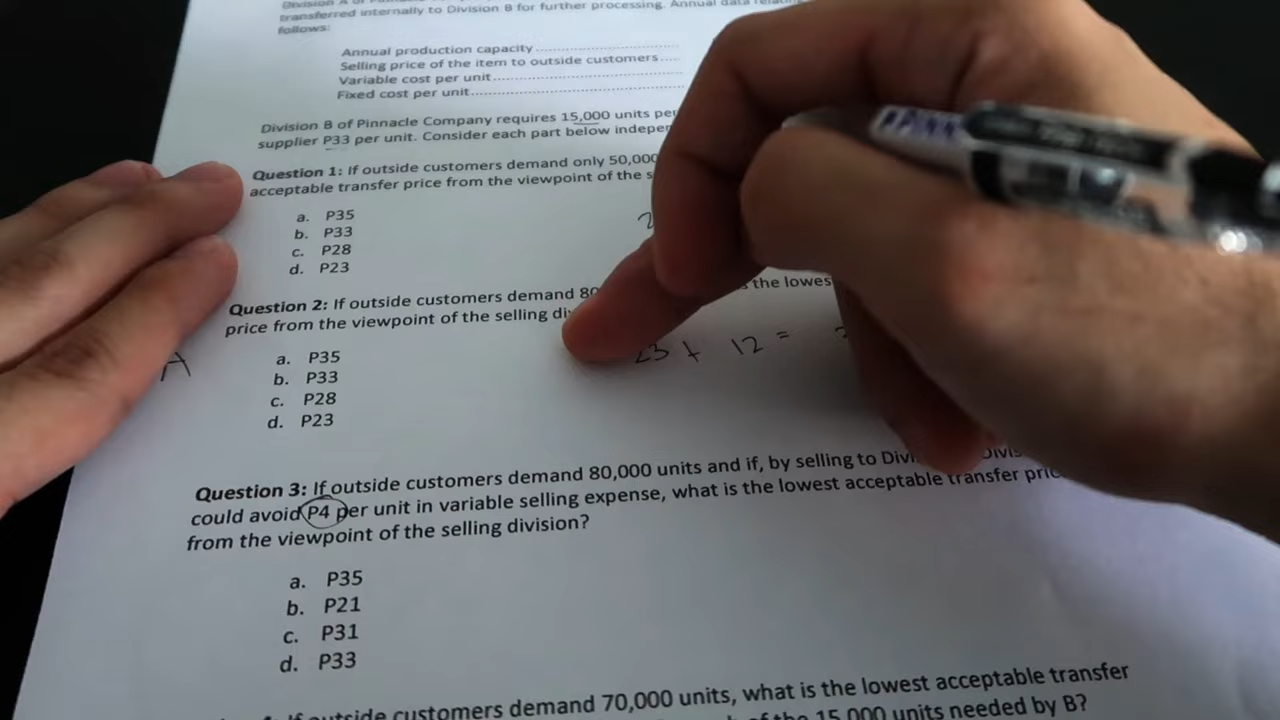 Division A of
transferred internally to Division B for further processing. Annual data
follows:
Annual production capacity
Selling price of the item to outside customers
Variable cost per unit
Fixed cost per unit
Division B of Pinnacle Company requires 15,000 units per
supplier P33 per unit. Consider each part below
Question 1: If outside customers demand only 50,000
acceptable transfer price from the viewpoint of the
a. P35
b. P33
c. P28
d. P23
Question 2: If outside customers demand 80 the lowes
price from the viewpoint of the selling
23 + 12 =
A
a. P35
b. P33
c. P28
d. P23
Question 3: If outside customers demand 80,000 units and if, by selling to
could avoid P4 per unit in variable selling expense, what is the lowest acceptable transfer
from the viewpoint of the selling division?
a. P35
b. P21
c. P31
d. P33
outside customers demand 70,000 units, what is the lowest acceptable transfer
of the 15,000 units needed by B?